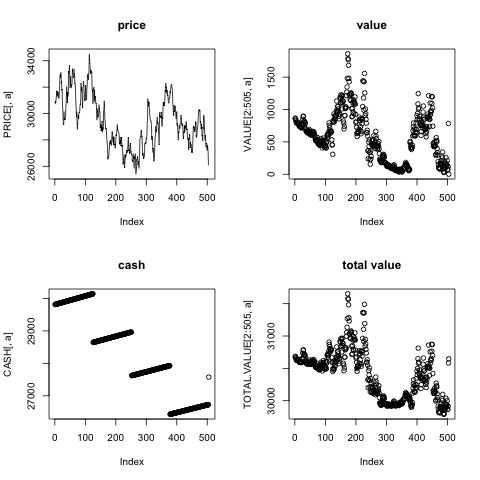 price
PRICE[, a]
26000
30000
34000
0
100
200
300
400
500
Index
value
VALUE[2:505, a]
0
500
1000
1500
0
100
200
300
400
500
Index
cash
CASH[, a]
27000
29000
0
100
200
300
400
500
Index
total value
TOTAL.VALUE[2:505, a]
30000
31000
0
100
200
300
400
500
Index